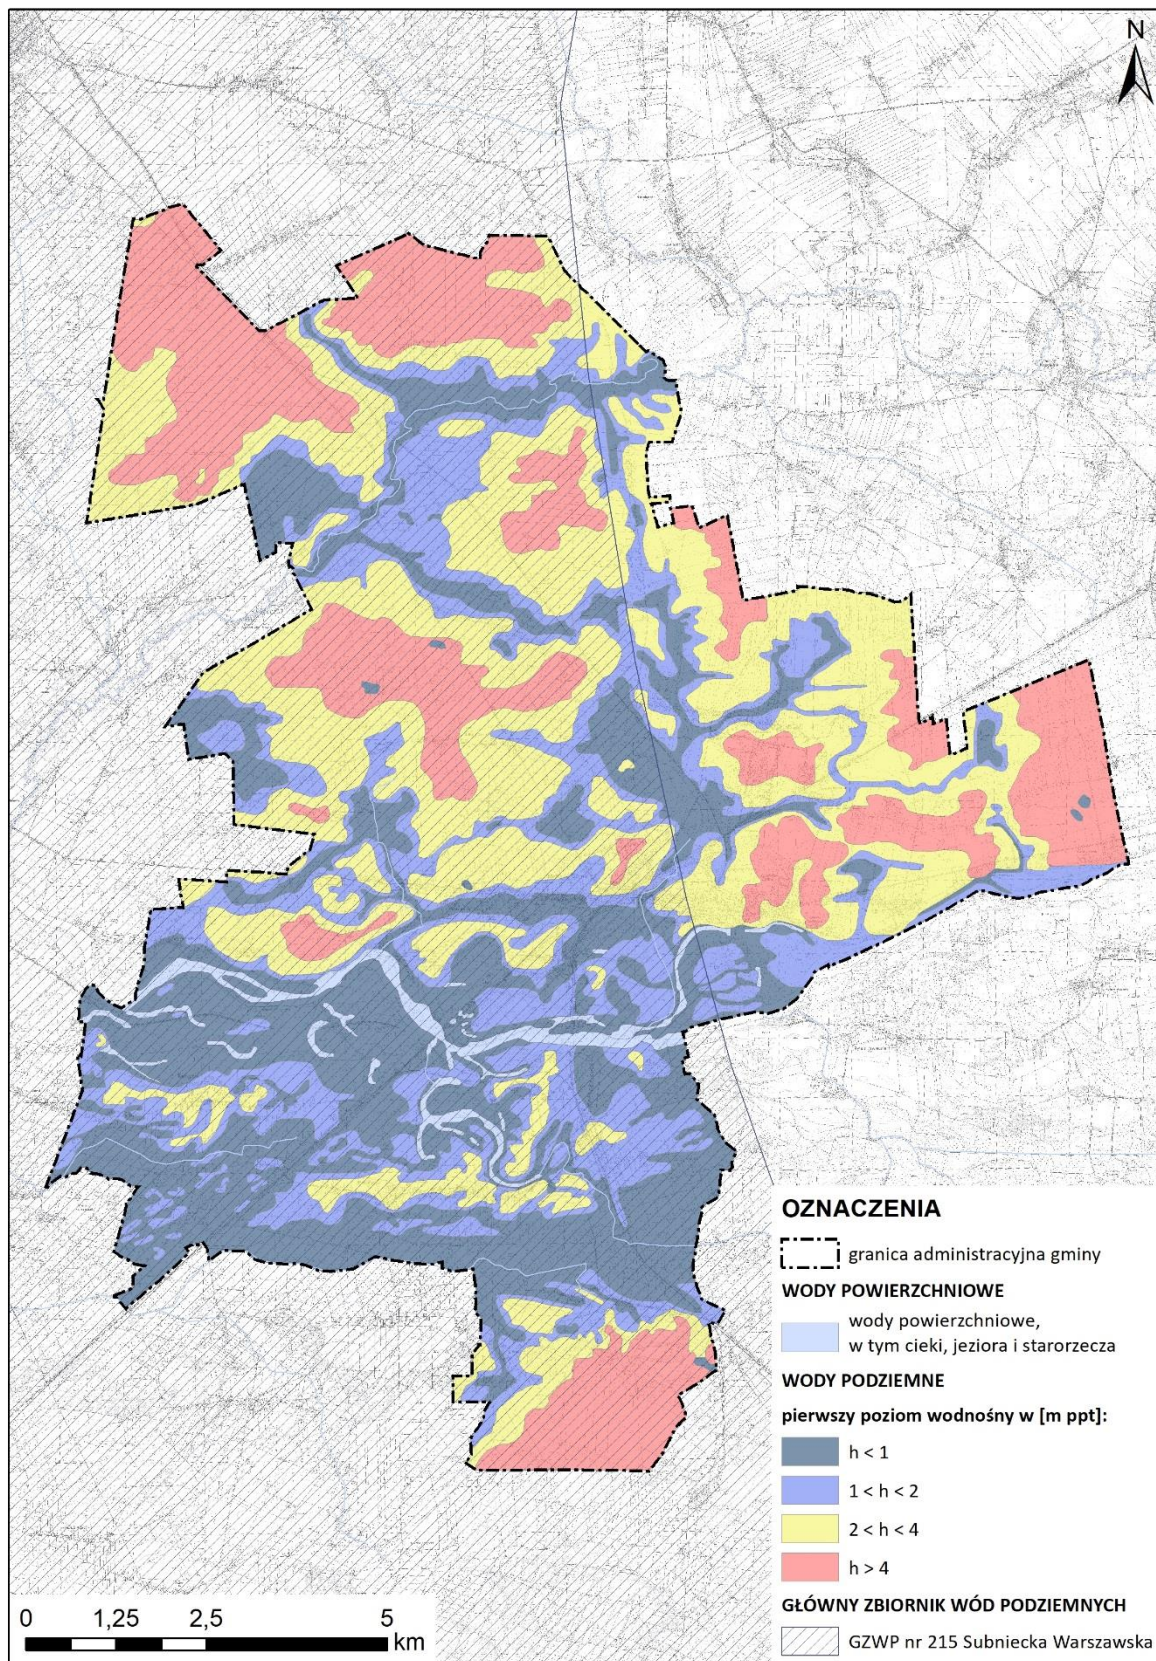 N
OZNACZENIA
granica administracyjna gminy
WODY POWIERZCHNIOWE
wody powierzchniowe,
w tym cieki, jeziora i starorzecza
WODY PODZIEMNE
pierwszy poziom wodnośny w [m ppt]:
h < 1
1 < h < 2
2 < h < 4
h > 4
GŁÓWNY ZBIORNIK WÓD PODZIEMNYCH
GZWP nr 215 Subniecka Warszawska
0 1,25 2,5 5
km